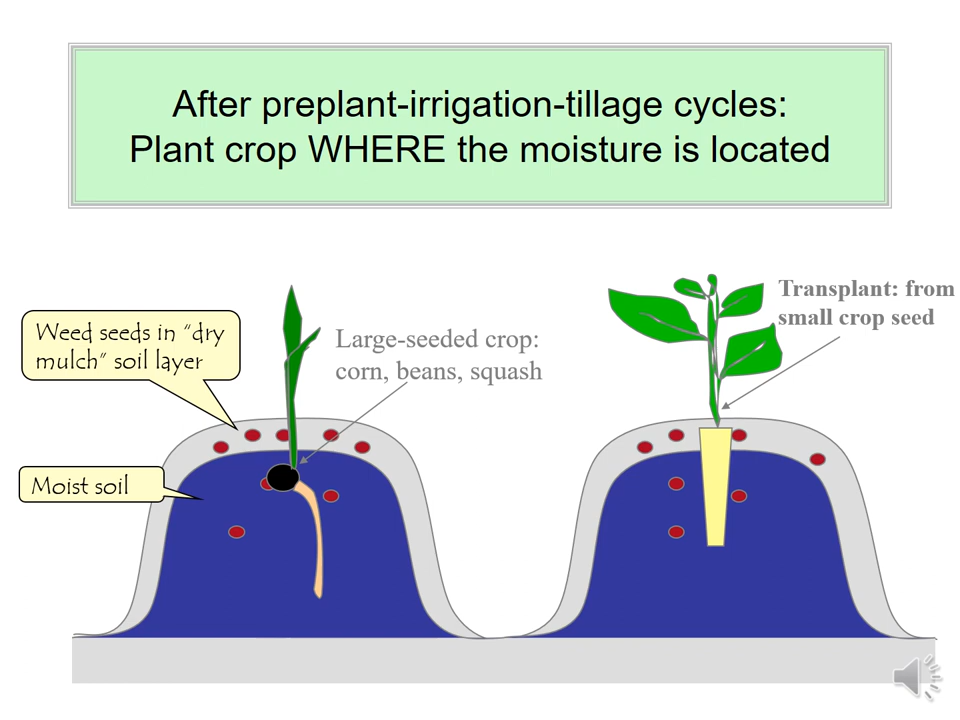 After preplant-irrigation-tillage cycles:
Plant crop WHERE the moisture is located
Transplant: from
small crop seed
Weed seeds in “dry
mulch” soil layer
Large-seeded crop:
corn, beans, squash
Moist soil